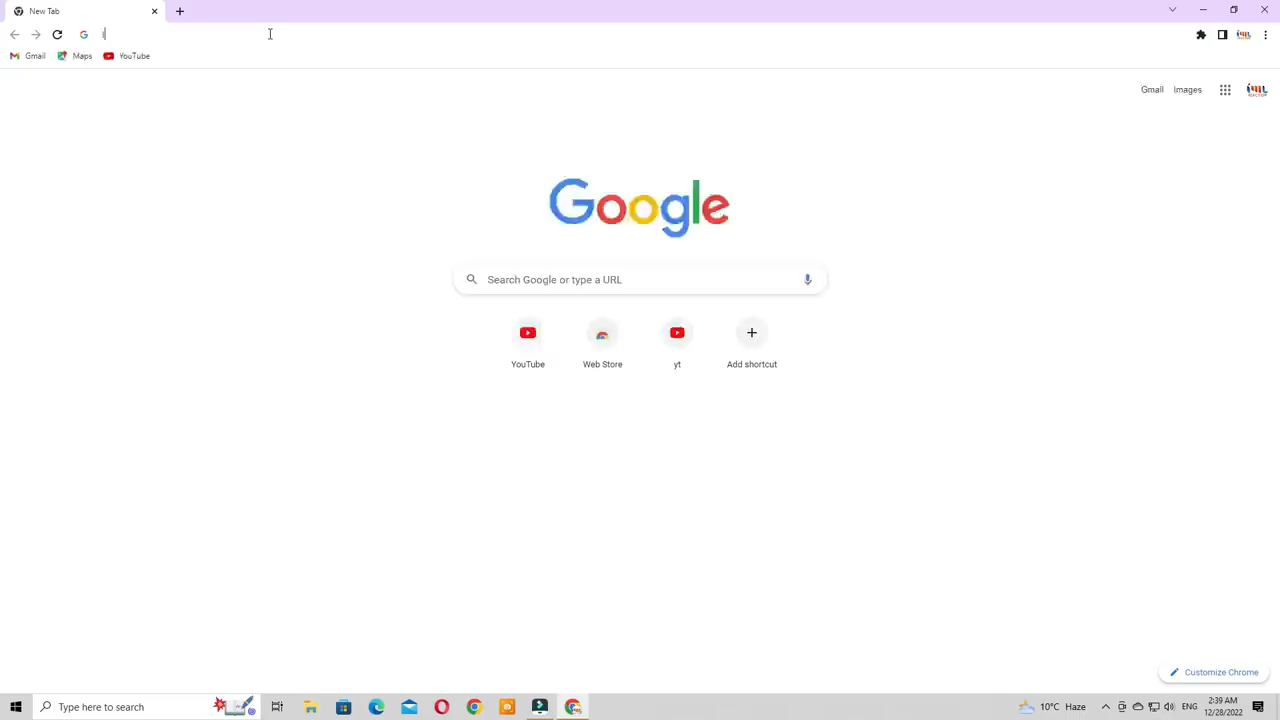 New Tab
Gmail Maps YouTube
Gmail Images
Google
Search Google or type a URL
YouTube Web Store yt Add shortcut
Customize Chrome
Type here to search
10°C Haze
ENG
2:39 AM
12/28/2022